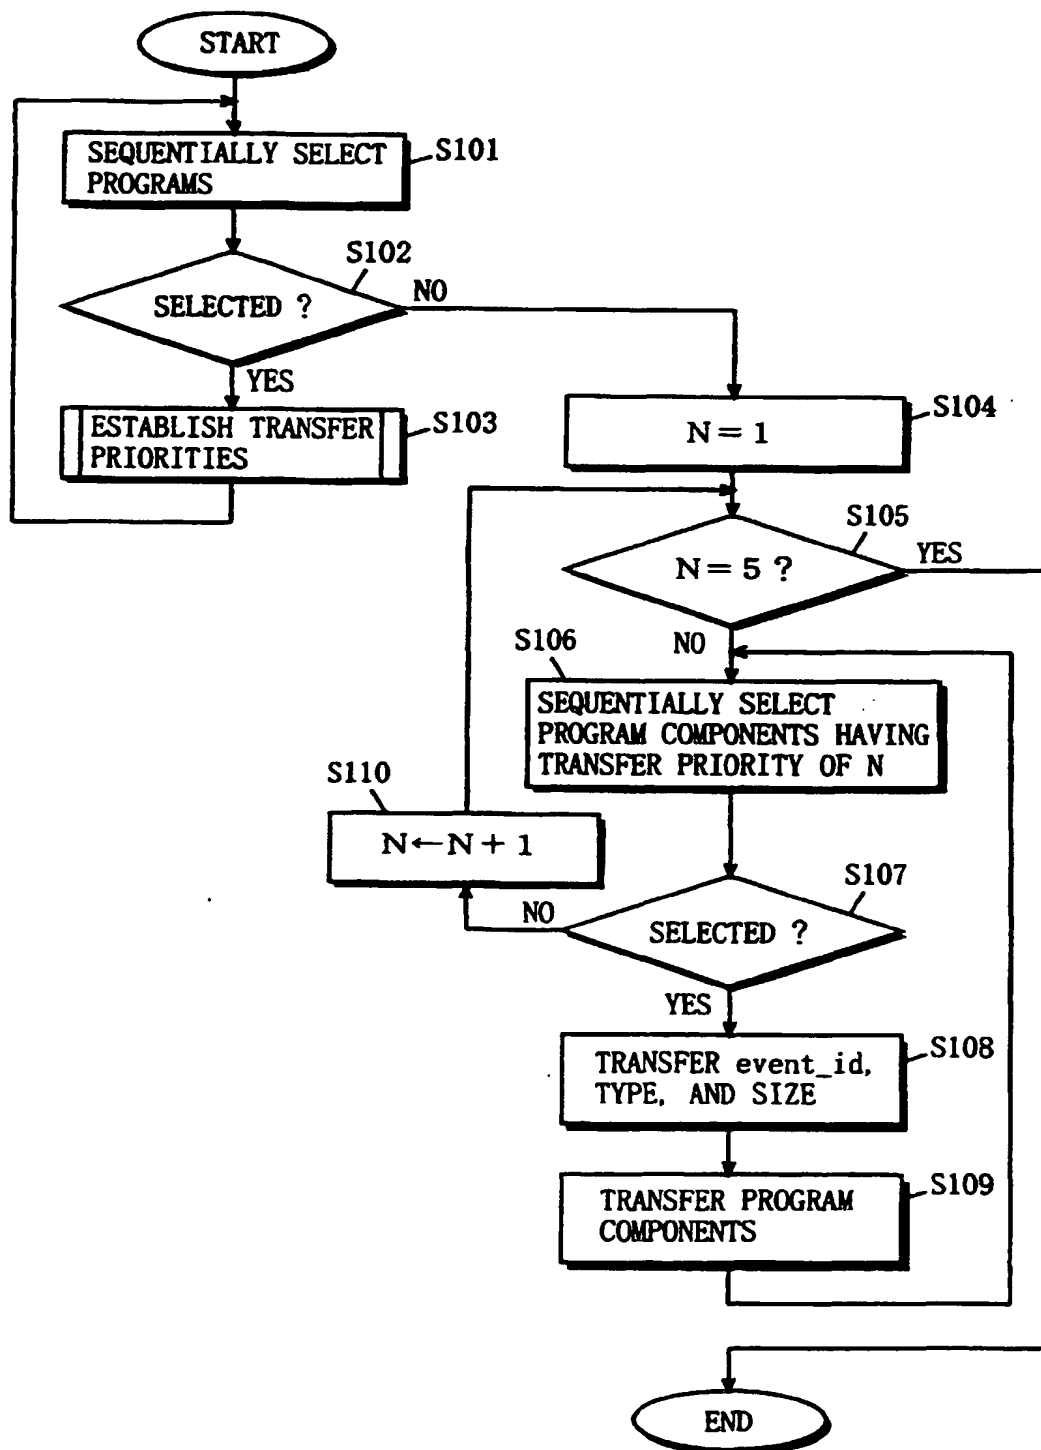 START
SEQUENTIALLY SELECT
PROGRAMS
S101
S102
SELECTED ?
NO
YES
ESTABLISH TRANSFER
PRIORITIES
S103
N = 1
S104
S105
N = 5 ?
YES
NO
S106
SEQUENTIALLY SELECT
PROGRAM COMPONENTS HAVING
TRANSFER PRIORITY OF N
S110
N←N + 1
S107
NO
SELECTED ?
YES
TRANSFER event_id,
TYPE, AND SIZE
S108
TRANSFER PROGRAM
COMPONENTS
S109
END